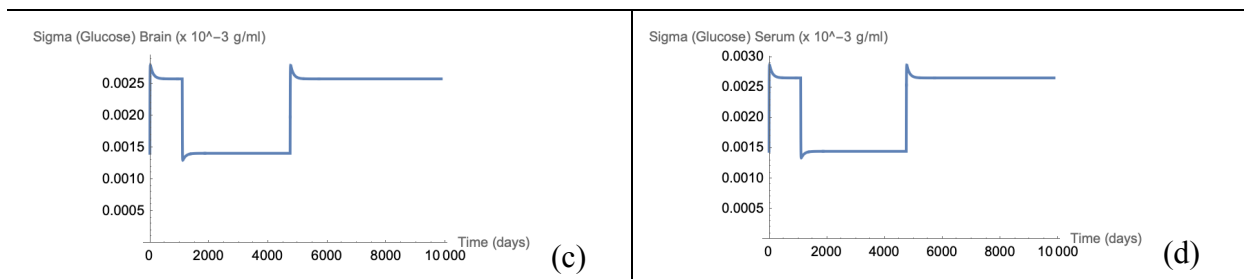 Sigma (Glucose) Brain (x 10^−3 g/ml)
0.0025
0.0020
0.0015
0.0010
0.0005
0 2000 4000 6000 8000 10 000
Time (days)
(c)
Sigma (Glucose) Serum (x 10^−3 g/ml)
0.0030
0.0025
0.0020
0.0015
0.0010
0.0005
0 2000 4000 6000 8000 10 000
Time (days)
(d)